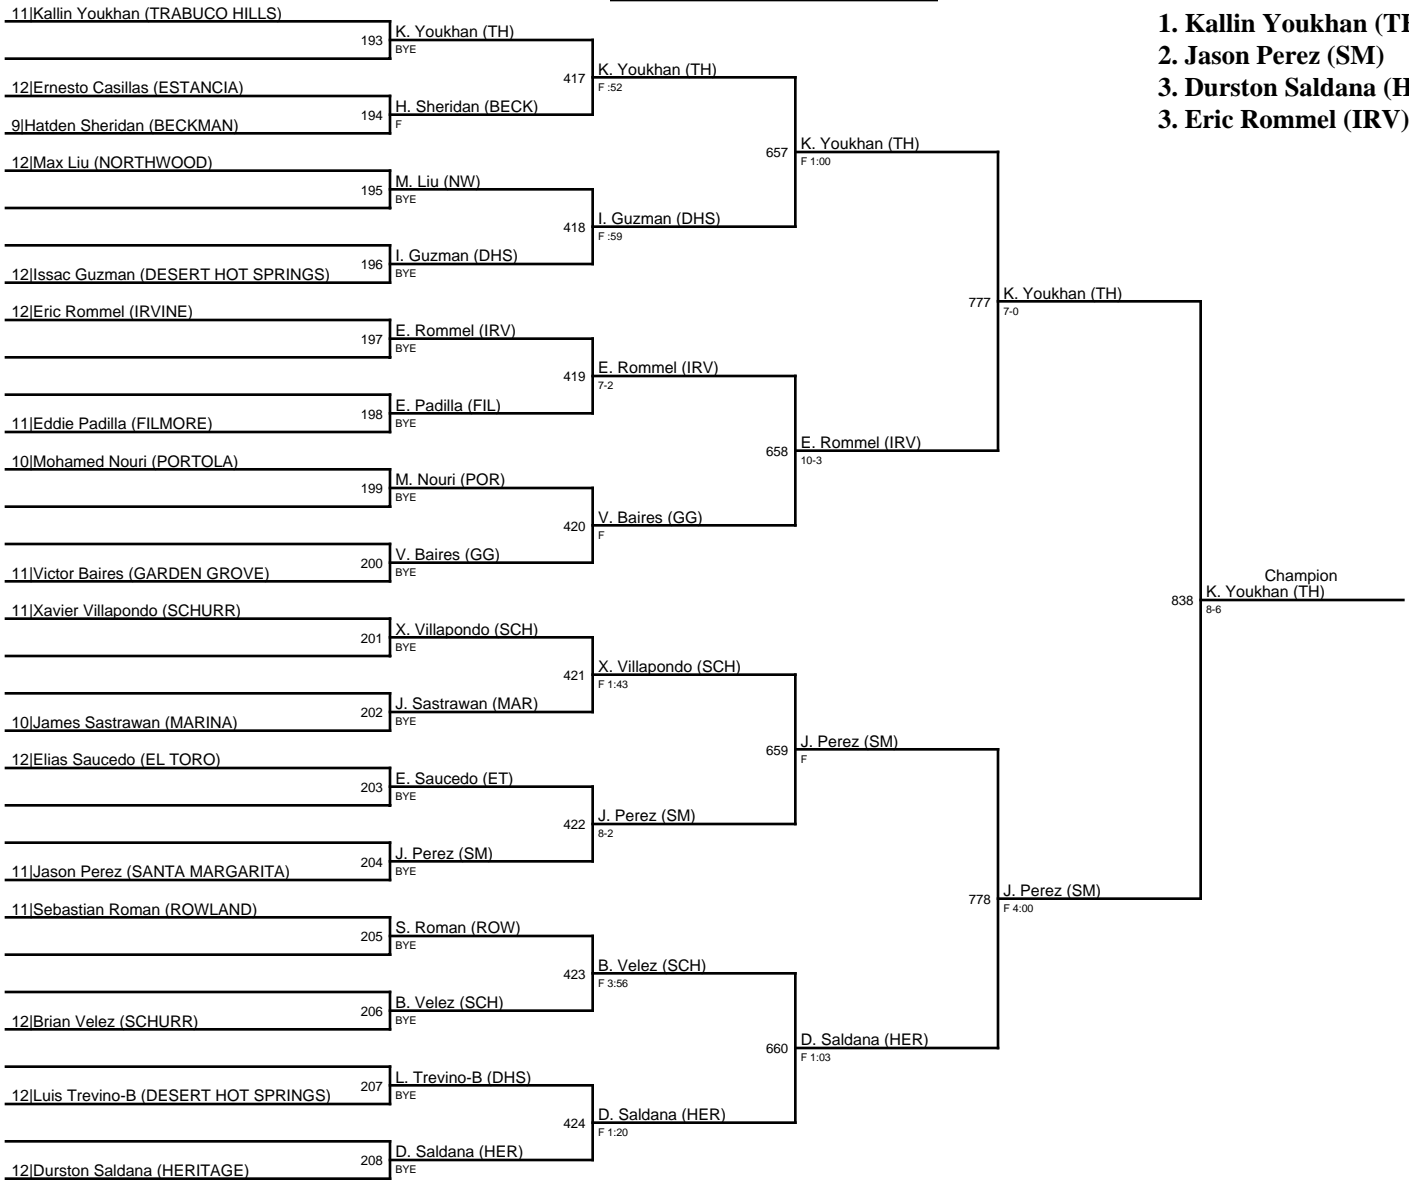 1. Kallin Youkhan (TH
2. Jason Perez (SM)
3. Durston Saldana (H
3. Eric Rommel (IRV)
11|Kallin Youkhan (TRABUCO HILLS)
193
K. Youkhan (TH)
BYE
12|Ernesto Casillas (ESTANCIA)
194
H. Sheridan (BECK)
F
9|Hatden Sheridan (BECKMAN)
417
K. Youkhan (TH)
F :52
12|Max Liu (NORTHWOOD)
195
M. Liu (NW)
BYE
418
I. Guzman (DHS)
F :59
196
I. Guzman (DHS)
BYE
12|Issac Guzman (DESERT HOT SPRINGS)
657
K. Youkhan (TH)
F 1:00
12|Eric Rommel (IRVINE)
197
E. Rommel (IRV)
BYE
419
E. Rommel (IRV)
7-2
198
E. Padilla (FIL)
BYE
11|Eddie Padilla (FILMORE)
777
K. Youkhan (TH)
7-0
10|Mohamed Nouri (PORTOLA)
199
M. Nouri (POR)
BYE
658
E. Rommel (IRV)
10-3
420
V. Baires (GG)
F
200
V. Baires (GG)
BYE
11|Victor Baires (GARDEN GROVE)
838
Champion
K. Youkhan (TH)
8-6
11|Xavier Villapondo (SCHURR)
201
X. Villapondo (SCH)
BYE
421
X. Villapondo (SCH)
F 1:43
202
J. Sastrawan (MAR)
BYE
10|James Sastrawan (MARINA)
659
J. Perez (SM)
F
12|Elias Saucedo (EL TORO)
203
E. Saucedo (ET)
BYE
422
J. Perez (SM)
8-2
204
J. Perez (SM)
BYE
11|Jason Perez (SANTA MARGARITA)
778
J. Perez (SM)
F 4:00
11|Sebastian Roman (ROWLAND)
205
S. Roman (ROW)
BYE
423
B. Velez (SCH)
F 3:56
206
B. Velez (SCH)
BYE
12|Brian Velez (SCHURR)
660
D. Saldana (HER)
F 1:03
207
L. Trevino-B (DHS)
BYE
12|Luis Trevino-B (DESERT HOT SPRINGS)
424
D. Saldana (HER)
F 1:20
208
D. Saldana (HER)
BYE
12|Durston Saldana (HERITAGE)